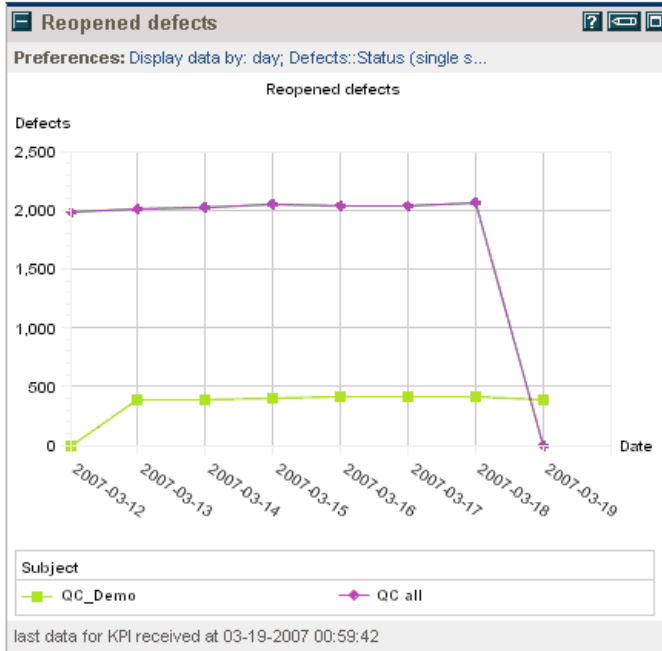 Reopened defects
?
Preferences: Display data by: day; Defects::Status (single s...
Reopened defects
Defects
2,500
2,000
1,500
1,000
500
0
Date
2007-03-12
2007-03-13
2007-03-14
2007-03-15
2007-03-16
2007-03-17
2007-03-18
2007-03-19
Subject
QC_Demo
QC all
last data for KPI received at 03-19-2007 00:59:42